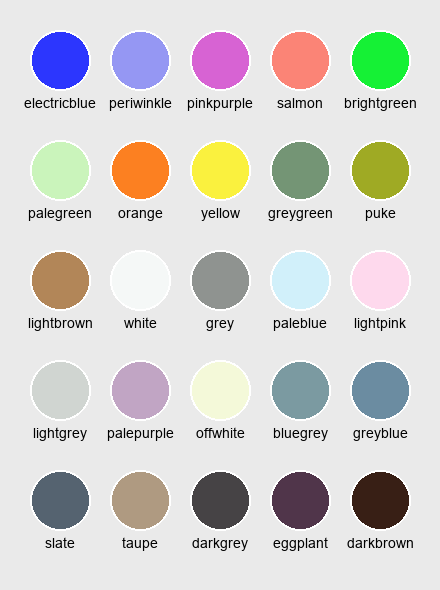 electricblue periwinkle pinkpurple salmon brightgreen
palegreen orange yellow greygreen puke
lightbrown white grey paleblue lightpink
lightgrey palepurple offwhite bluegrey greyblue
slate taupe darkgrey eggplant darkbrown